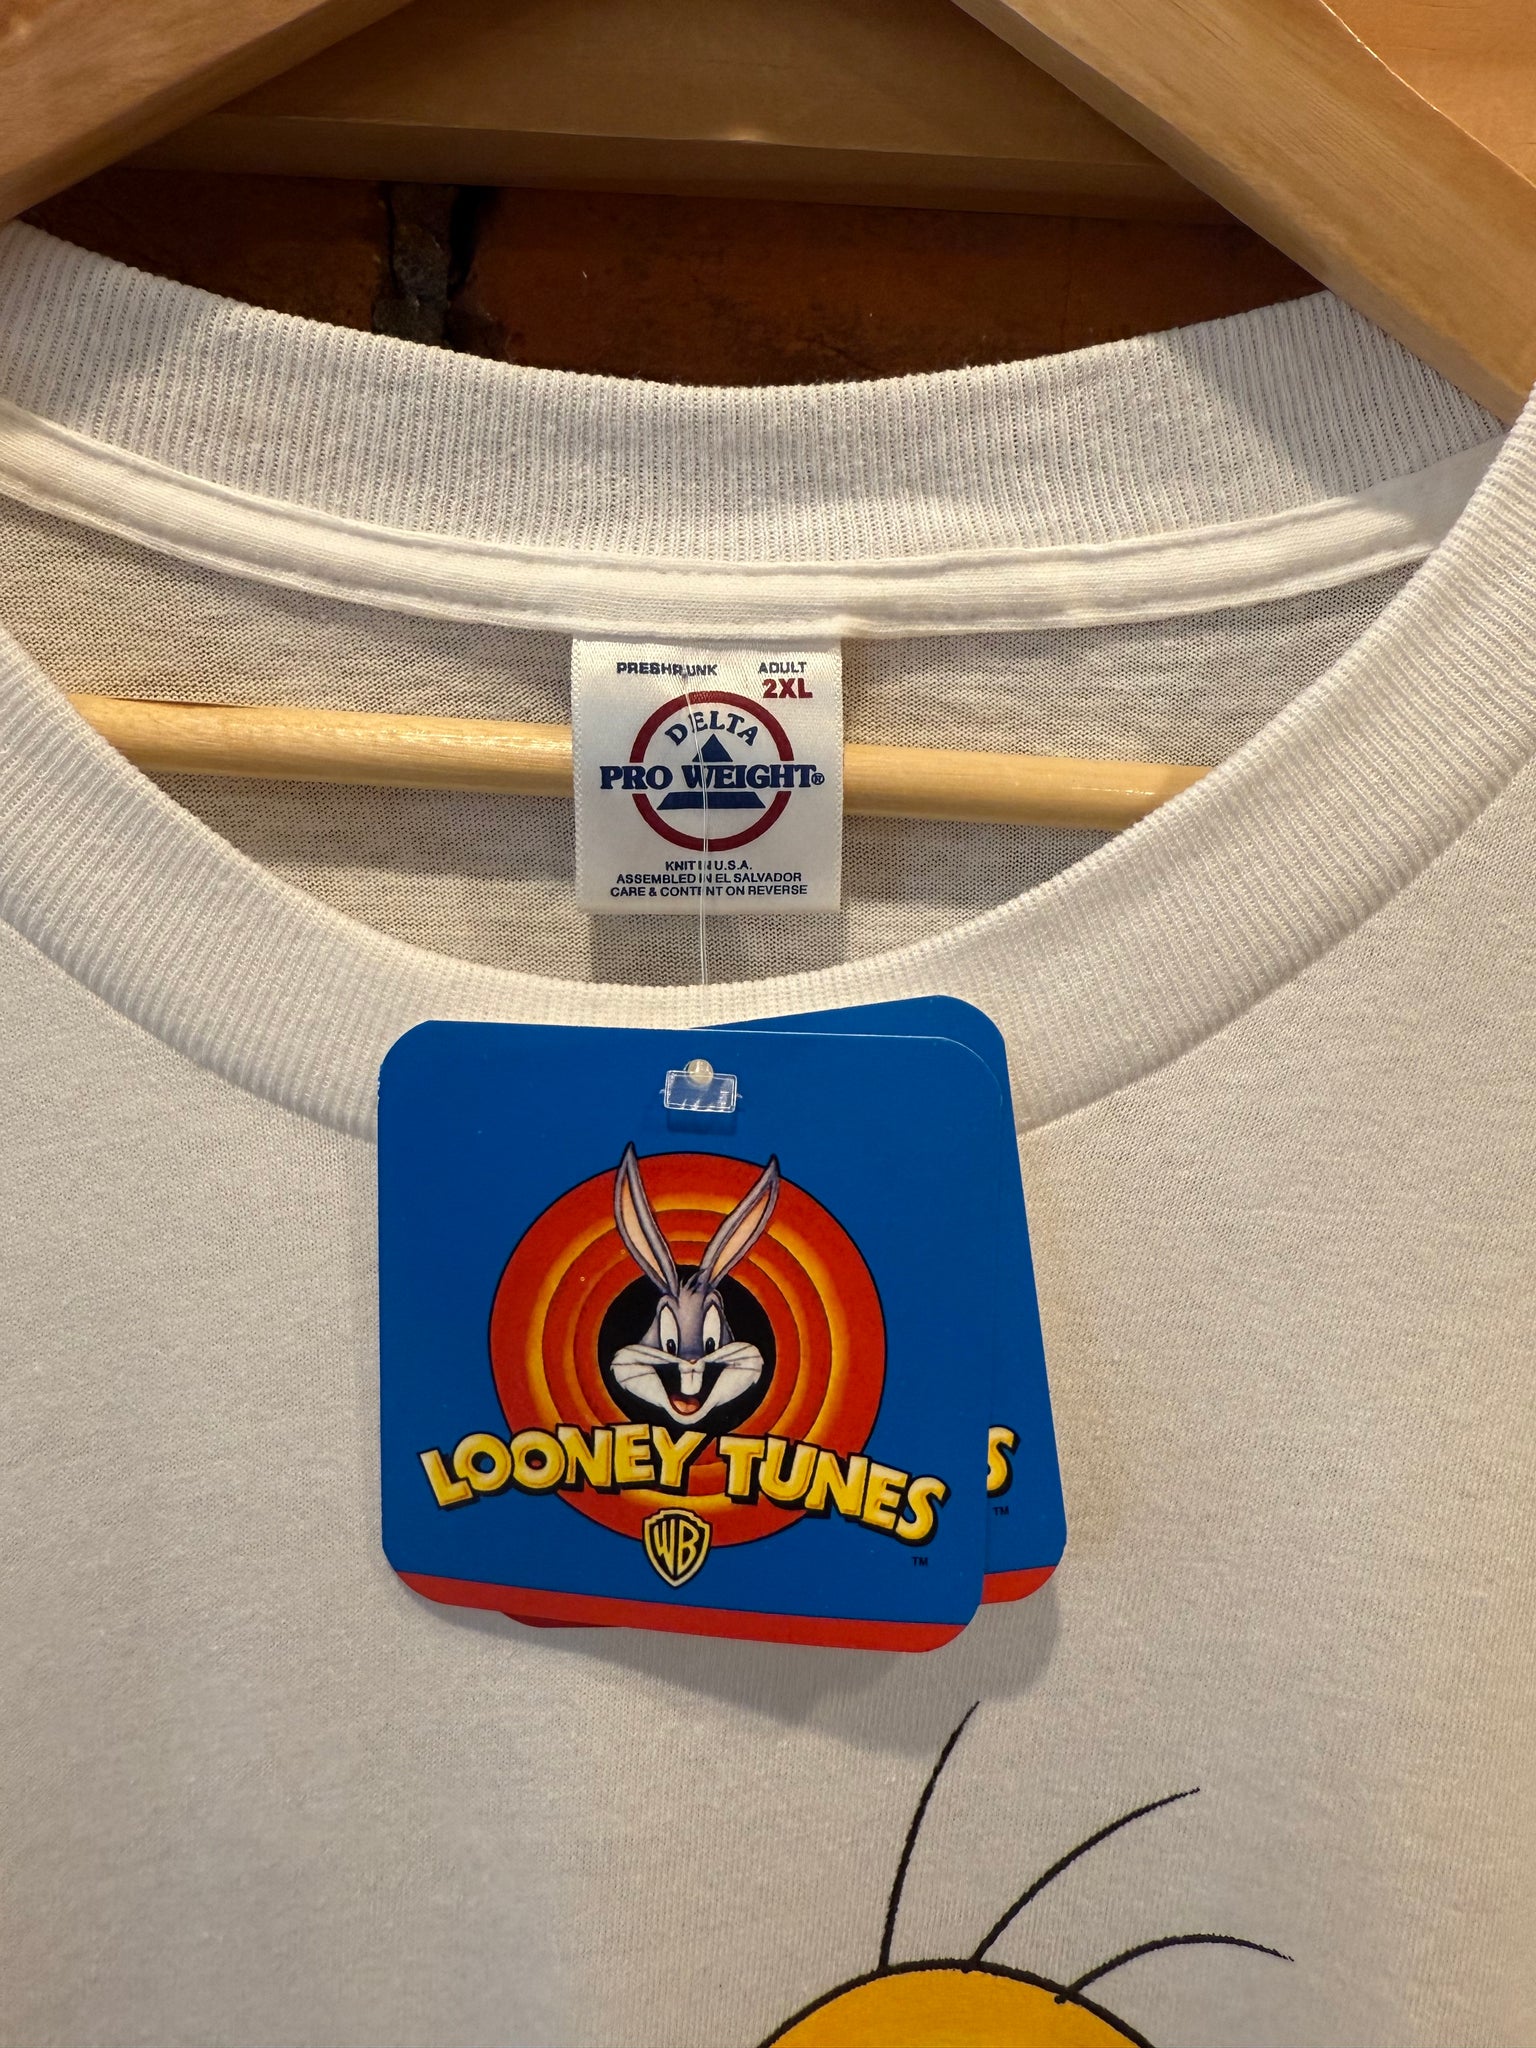 PRESHRUNK ADULT
2XL
DELTA
PRO WEIGHT®
KNIT IN U.S.A.
ASSEMBLED IN EL SALVADOR
CARE & CONTENT ON REVERSE
LOONEY TUNES
WB
TM
S
TM